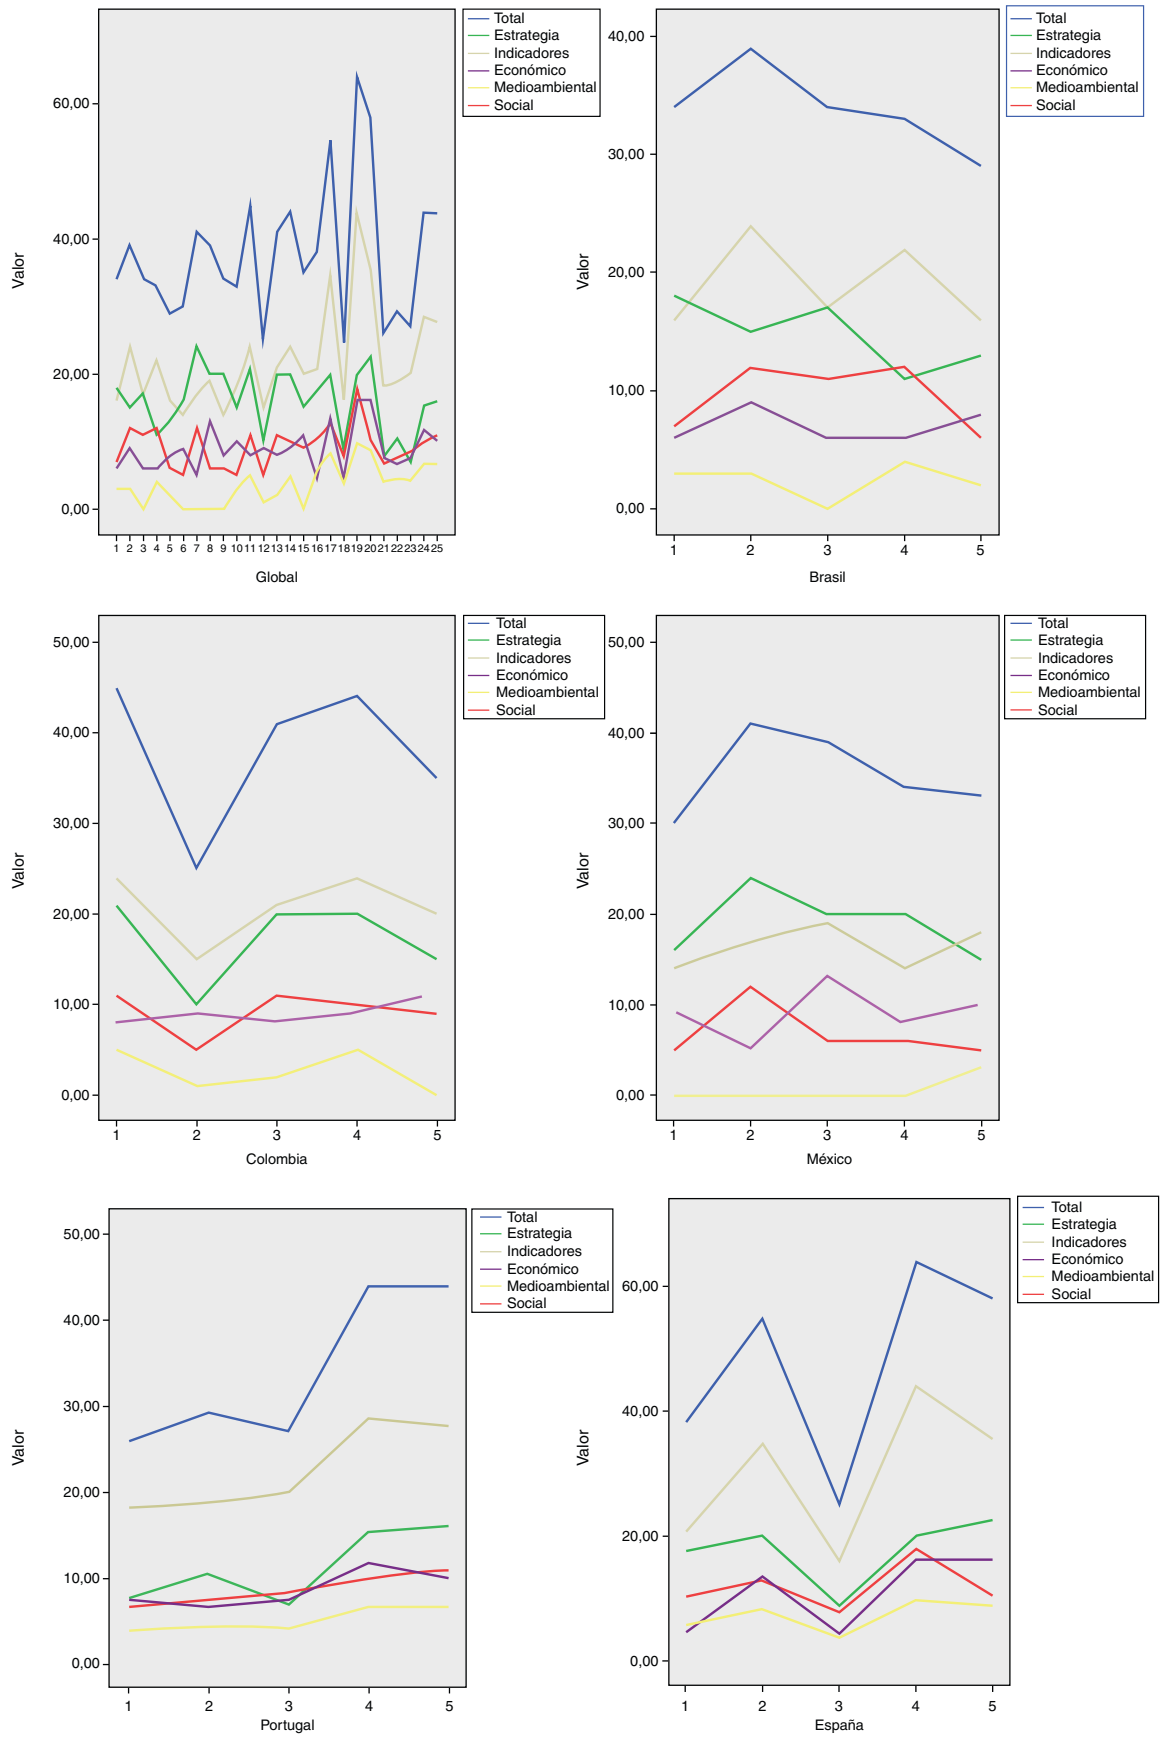 Total
Estrategia
Indicadores
Económico
Medioambiental
Social
60,00
40,00
20,00
0,00
Valor
1 2 3 4 5 6 7 8 9 10 11 12 13 14 15 16 17 18 19 20 21 22 23 24 25
Global
Total
Estrategia
Indicadores
Económico
Medioambiental
Social
40,00
30,00
20,00
10,00
0,00
Valor
1 2 3 4 5
Brasil
Total
Estrategia
Indicadores
Económico
Medioambiental
Social
50,00
40,00
30,00
20,00
10,00
0,00
Valor
1 2 3 4 5
Colombia
Total
Estrategia
Indicadores
Económico
Medioambiental
Social
50,00
40,00
30,00
20,00
10,00
0,00
Valor
1 2 3 4 5
México
Total
Estrategia
Indicadores
Económico
Medioambiental
Social
50,00
40,00
30,00
20,00
10,00
0,00
Valor
1 2 3 4 5
Portugal
Total
Estrategia
Indicadores
Económico
Medioambiental
Social
60,00
40,00
20,00
0,00
Valor
1 2 3 4 5
España